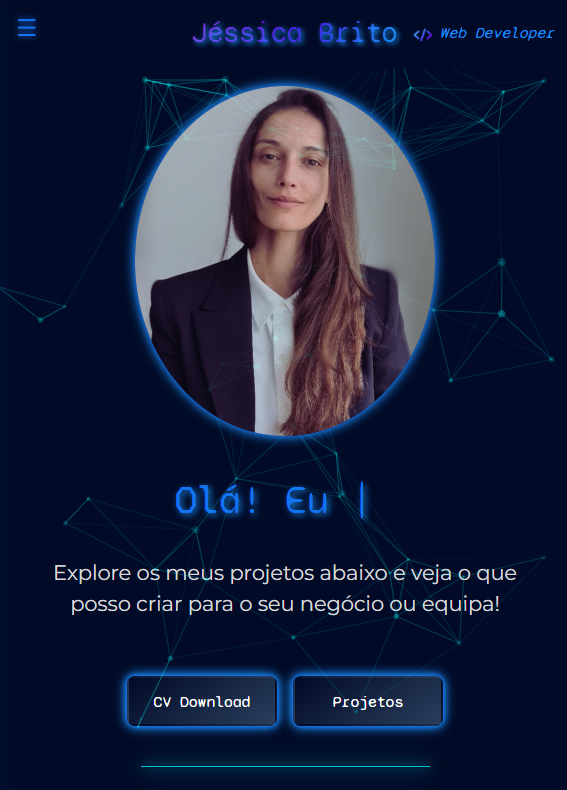 Jéssica Brito </> Web Developer
Olá! Eu |
Explore os meus projetos abaixo e veja o que
posso criar para o seu negócio ou equipa!
CV Download
Projetos